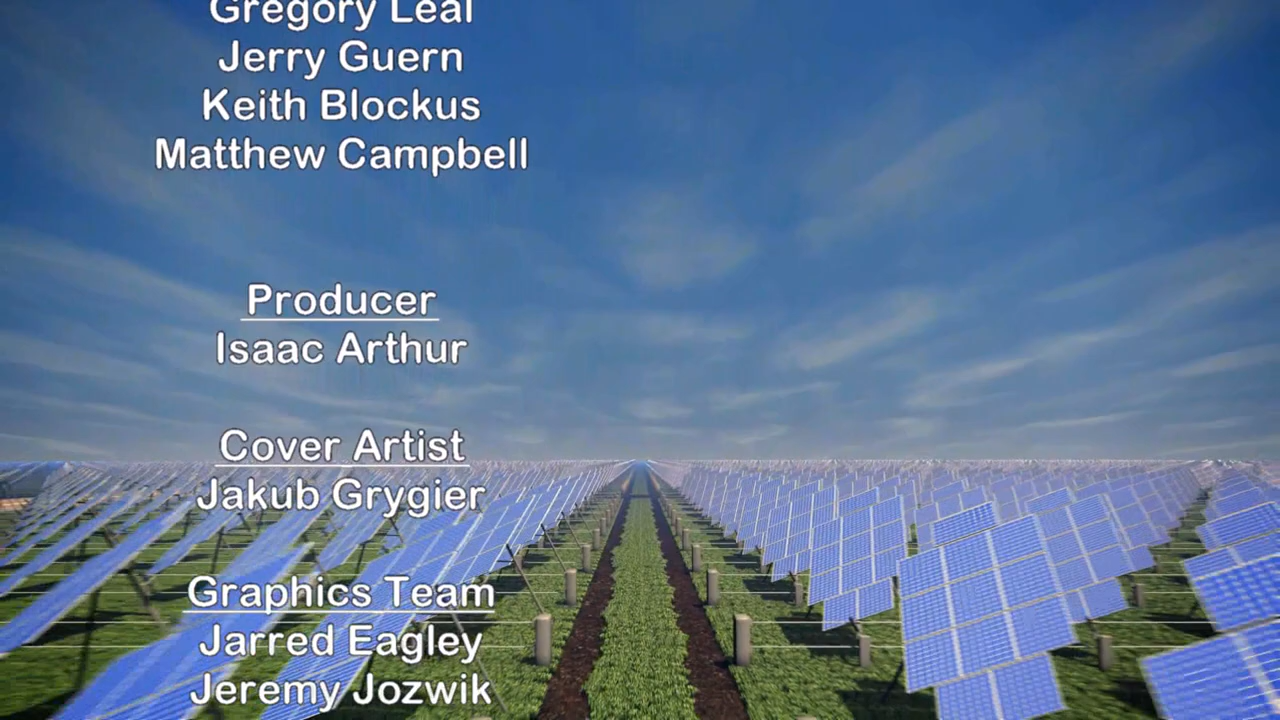 Gregory Leal
Jerry Guern
Keith Blockus
Matthew Campbell
Producer
Isaac Arthur
Cover Artist
Jakub Grygier
Graphics Team
Jarred Eagley
Jeremy Jozwik